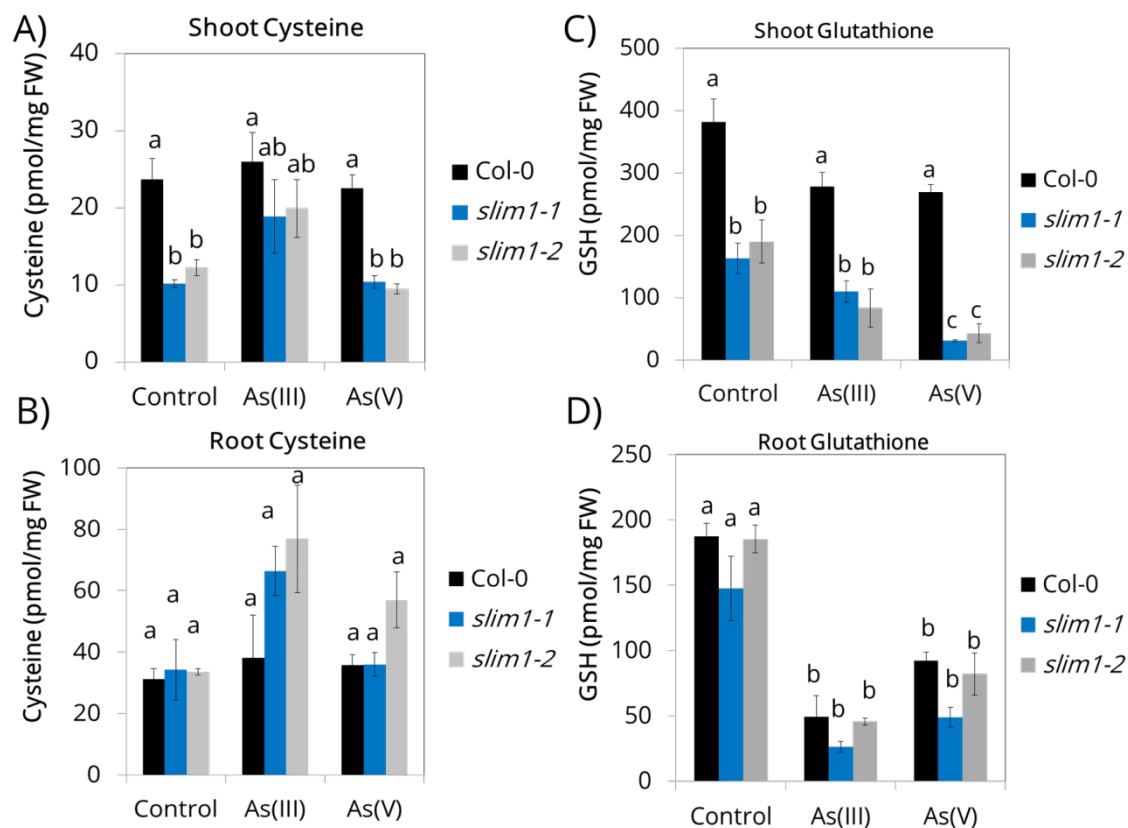 A)
Shoot Cysteine
Cysteine (pmol/mg FW)
40
30
20
10
0
a
b
b
a
ab
ab
a
b
b
Control
As(III)
As(V)
Col-0
slim1-1
slim1-2
B)
Root Cysteine
Cysteine (pmol/mg FW)
100
80
60
40
20
0
a
a
a
a
a
a
a
a
a
Control
As(III)
As(V)
Col-0
slim1-1
slim1-2
C)
Shoot Glutathione
GSH (pmol/mg FW)
500
400
300
200
100
0
a
b
b
a
b
b
a
c
c
Control
As(III)
As(V)
Col-0
slim1-1
slim1-2
D)
Root Glutathione
GSH (pmol/mg FW)
250
200
150
100
50
0
a
a
a
b
b
b
b
b
b
Control
As(III)
As(V)
Col-0
slim1-1
slim1-2